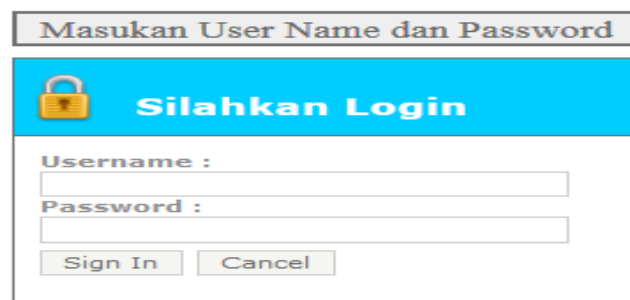 Masukan User Name dan Password
Silahkan Login
Username :
Password :
Sign In Cancel